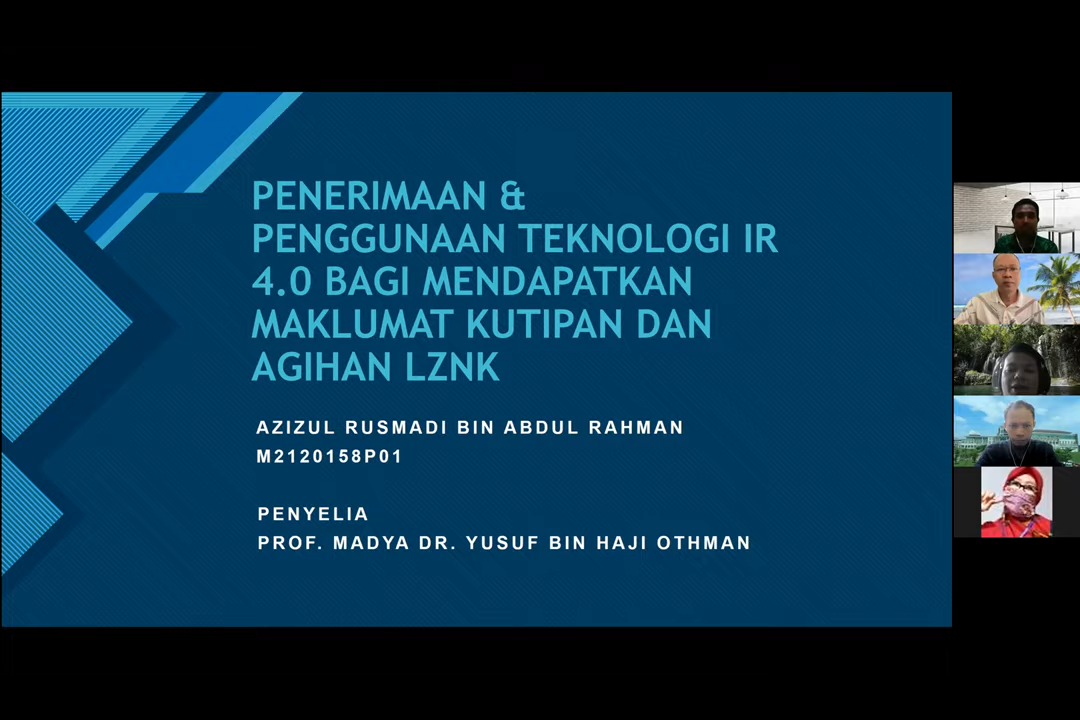 PENERIMAAN &
PENGGUNAAN TEKNOLOGI IR
4.0 BAGI MENDAPATKAN
MAKLUMAT KUTIPAN DAN
AGIHAN LZNK
AZIZUL RUSMADI BIN ABDUL RAHMAN
M2120158P01
PENYELIA
PROF. MADYA DR. YUSUF BIN HAJI OTHMAN